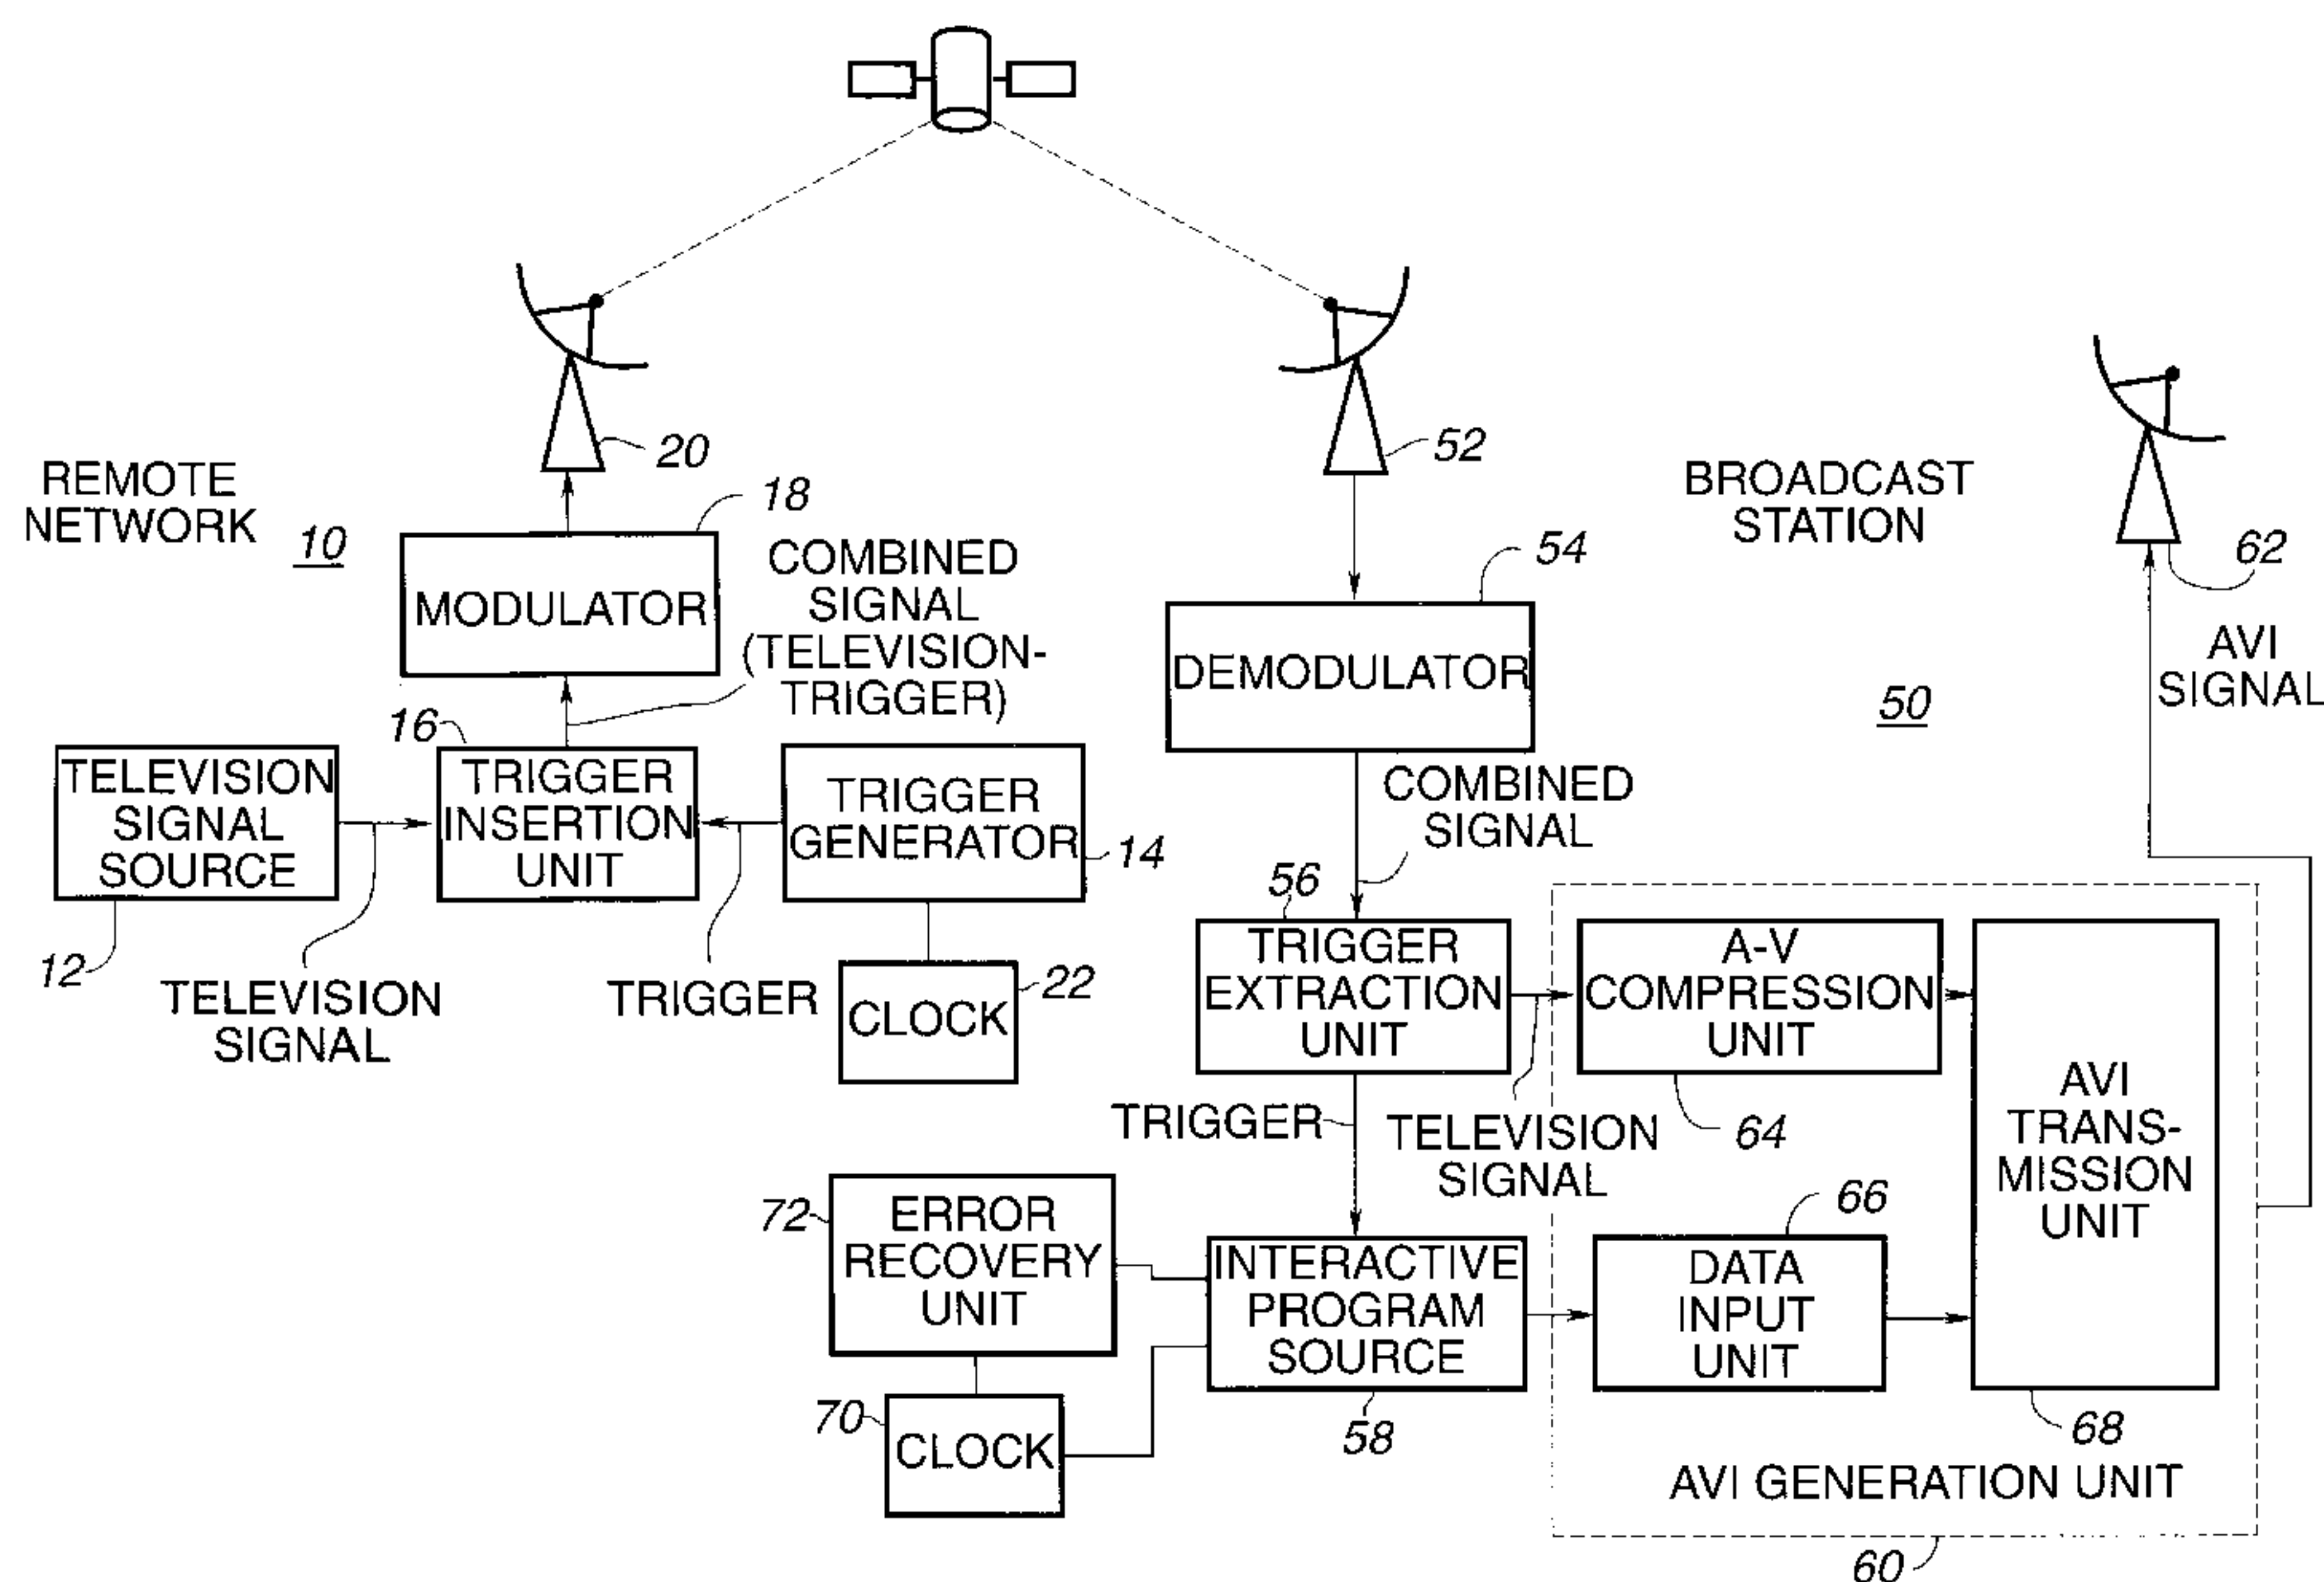 REMOTE
NETWORK
10
20
18
MODULATOR
COMBINED
SIGNAL
(TELEVISION-
TRIGGER)
16
TELEVISION
SIGNAL
SOURCE
12
TELEVISION
SIGNAL
TRIGGER
INSERTION
UNIT
TRIGGER
TRIGGER
GENERATOR
14
CLOCK
22
52
BROADCAST
STATION
50
54
DEMODULATOR
COMBINED
SIGNAL
56
TRIGGER
EXTRACTION
UNIT
TRIGGER
TELEVISION
SIGNAL
62
AVI
SIGNAL
A-V
COMPRESSION
UNIT
64
AVI
TRANS-
MISSION
UNIT
68
72
ERROR
RECOVERY
UNIT
70
CLOCK
INTERACTIVE
PROGRAM
SOURCE
58
66
DATA
INPUT
UNIT
AVI GENERATION UNIT
60